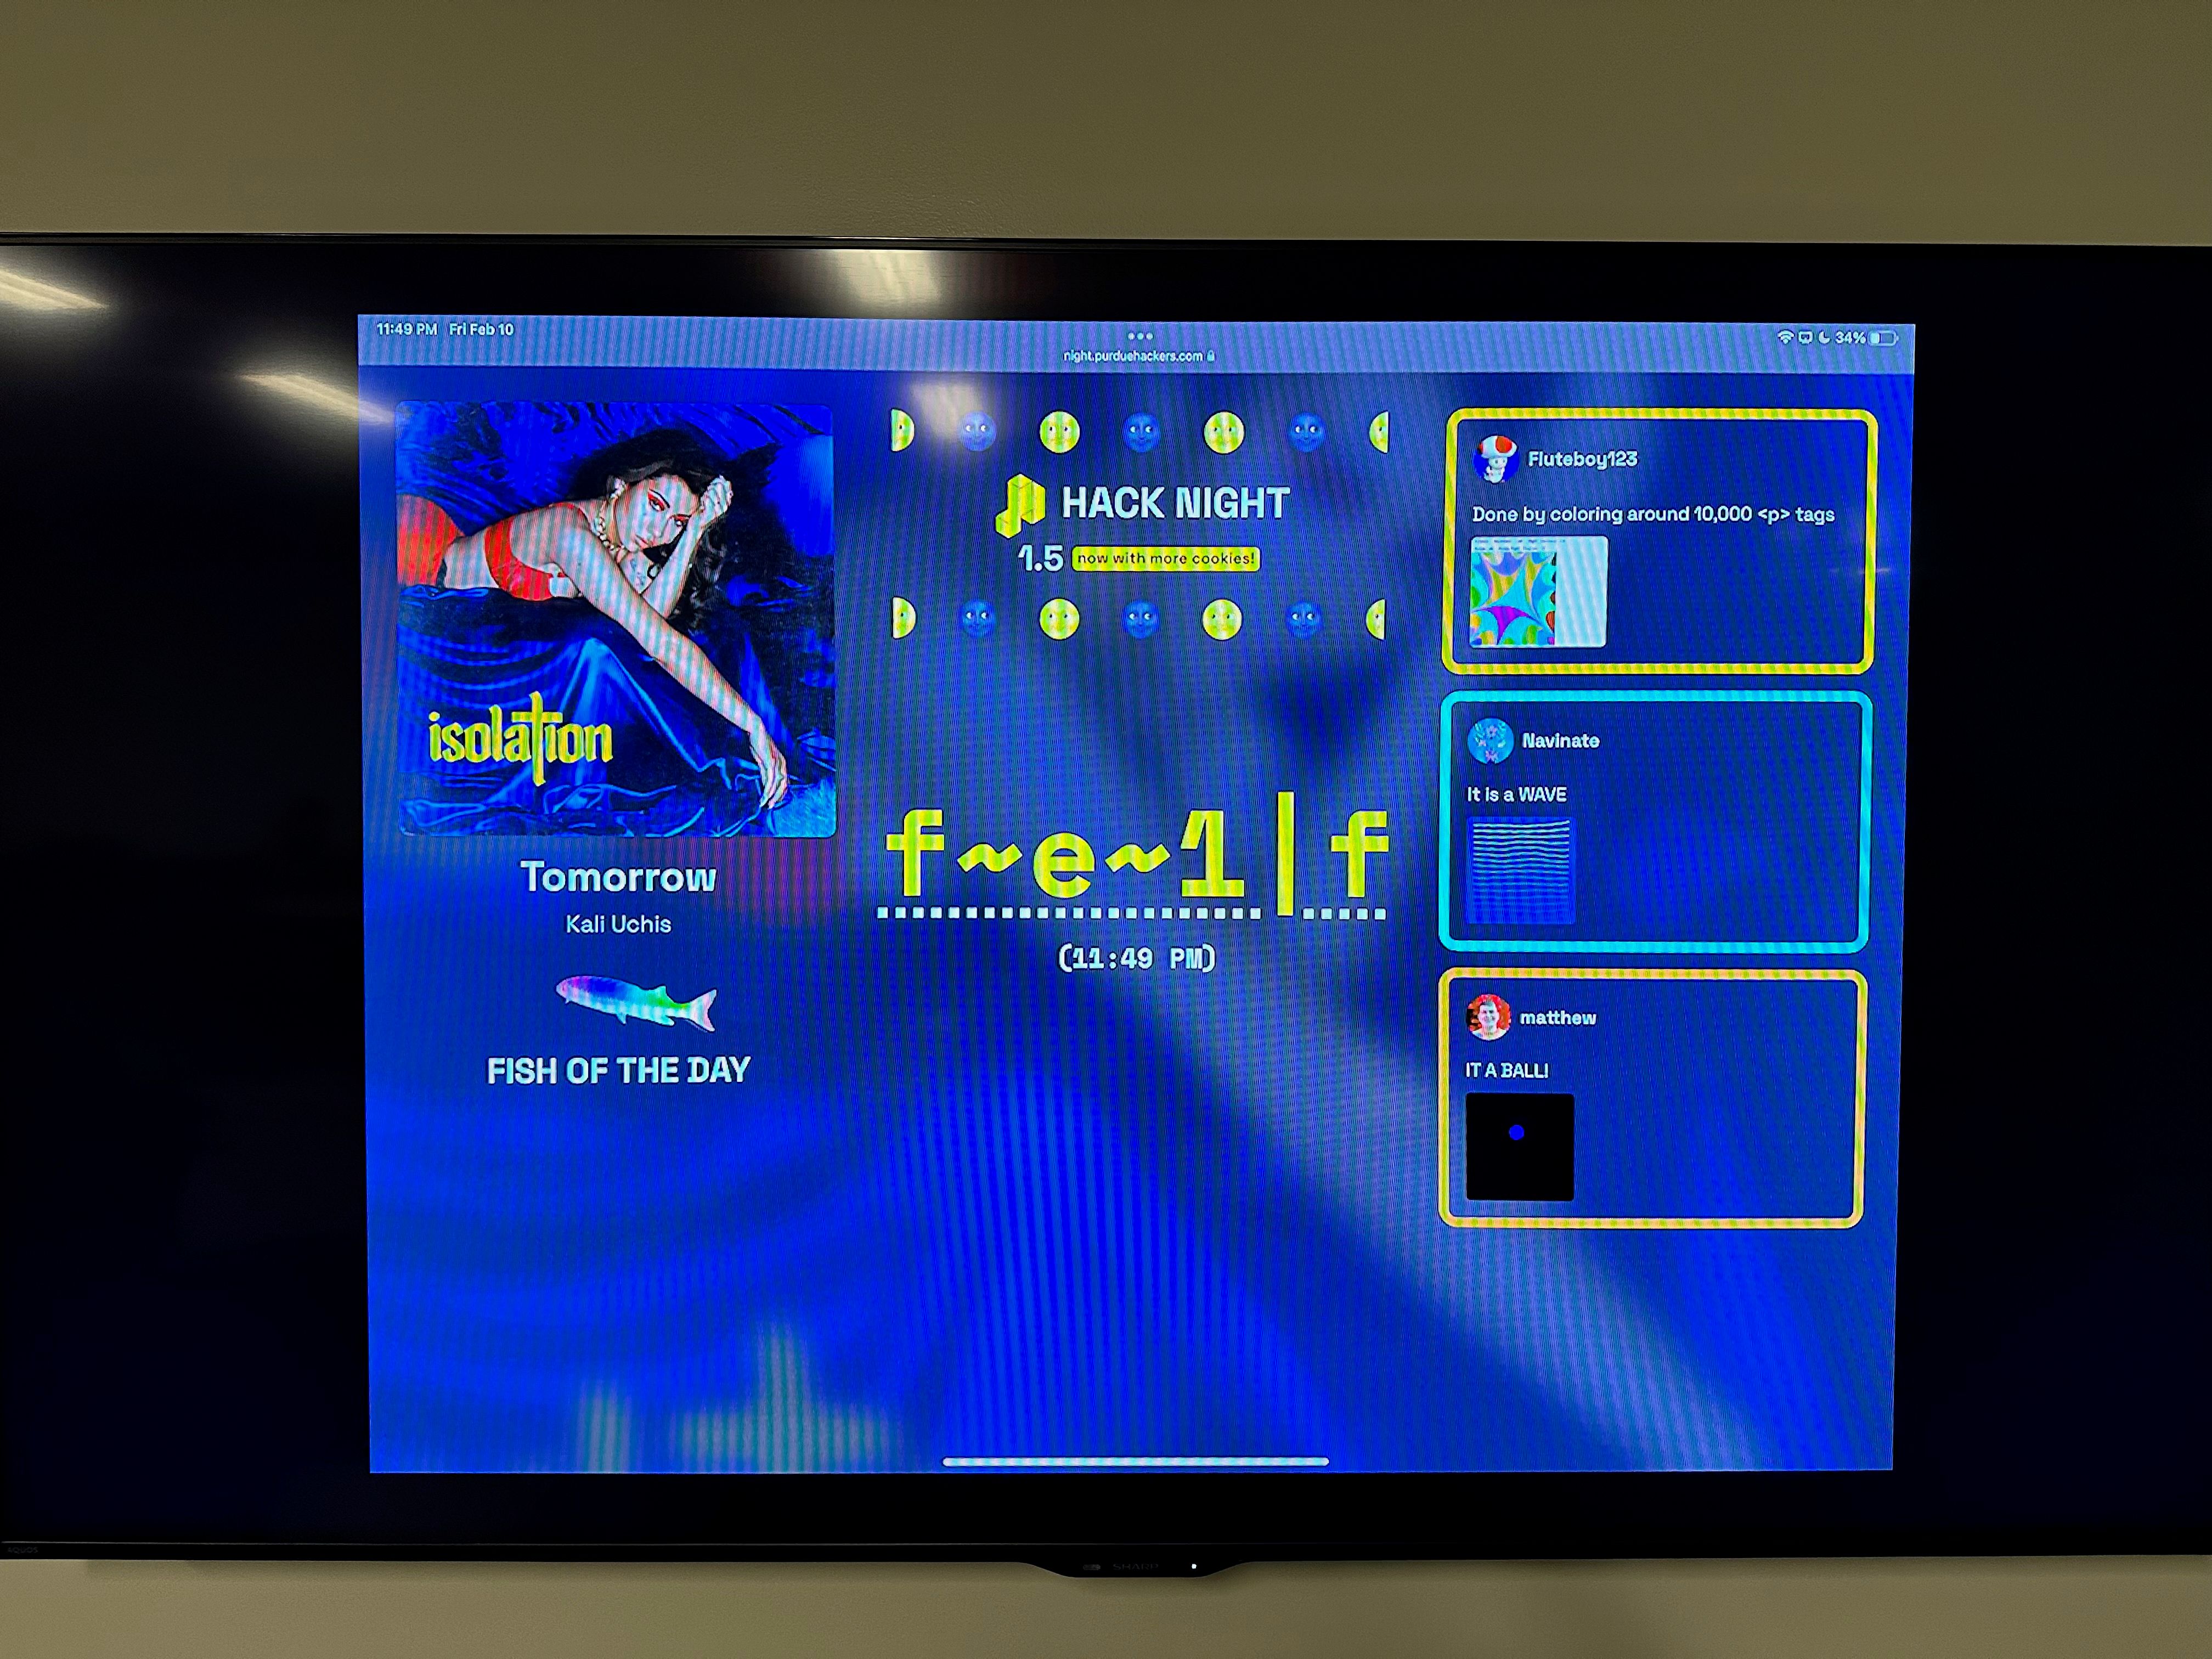 11:49 PM Fri Feb 10
night.purduehackers.com
34%
isolation
Tomorrow
Kali Uchis
FISH OF THE DAY
HACK NIGHT
1.5 now with more cookies!
f~e~1|f
(11:49 PM)
Fluteboy123
Done by coloring around 10,000 <p> tags
Navinate
It is a WAVE
matthew
IT A BALL!
AQUOS
SHARP